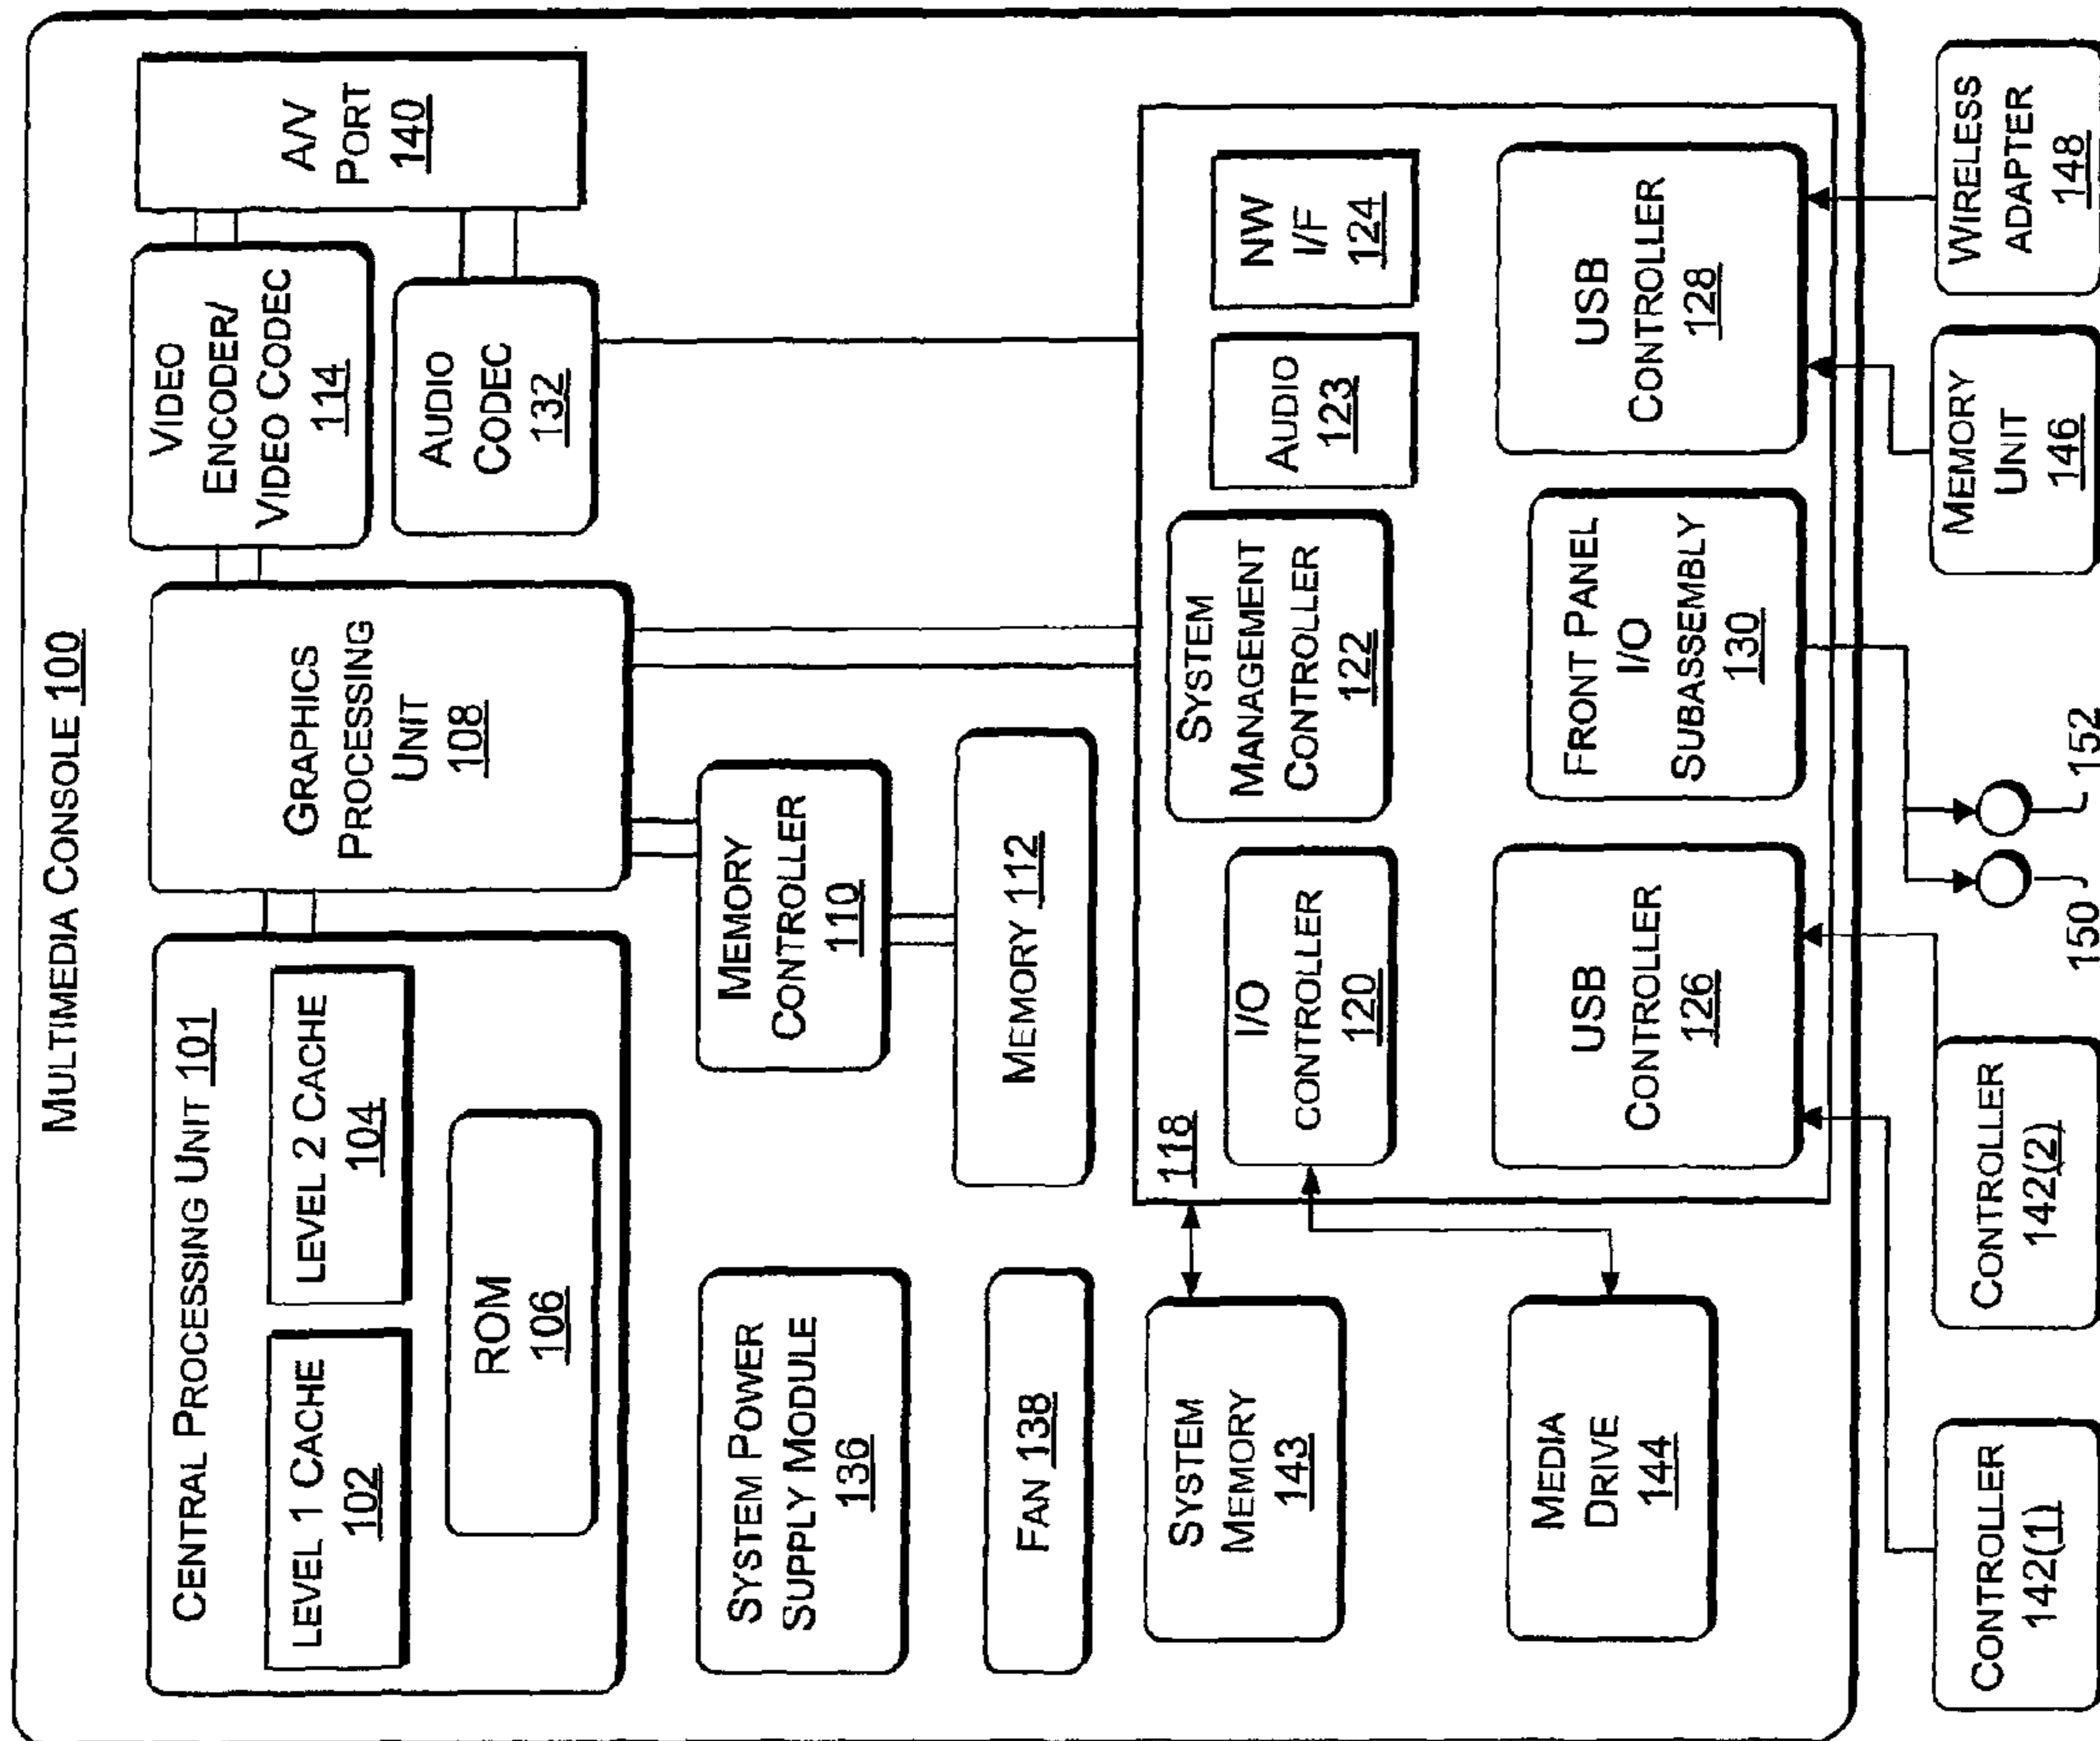 MULTIMEDIA CONSOLE 100
CENTRAL PROCESSING UNIT 101
LEVEL 1 CACHE
102
LEVEL 2 CACHE
104
ROM
106
GRAPHICS
PROCESSING
UNIT
108
VIDEO
ENCODER/
VIDEO CODEC
114
AUDIO
CODEC
132
A/V
PORT
140
SYSTEM POWER
SUPPLY MODULE
136
MEMORY
CONTROLLER
110
FAN 138
MEMORY 112
118
SYSTEM
MEMORY
143
I/O
CONTROLLER
120
SYSTEM
MANAGEMENT
CONTROLLER
122
AUDIO
123
NW
I/F
124
MEDIA
DRIVE
144
USB
CONTROLLER
126
FRONT PANEL
I/O
SUBASSEMBLY
130
USB
CONTROLLER
128
CONTROLLER
142(1)
CONTROLLER
142(2)
150
152
MEMORY
UNIT
146
WIRELESS
ADAPTER
148